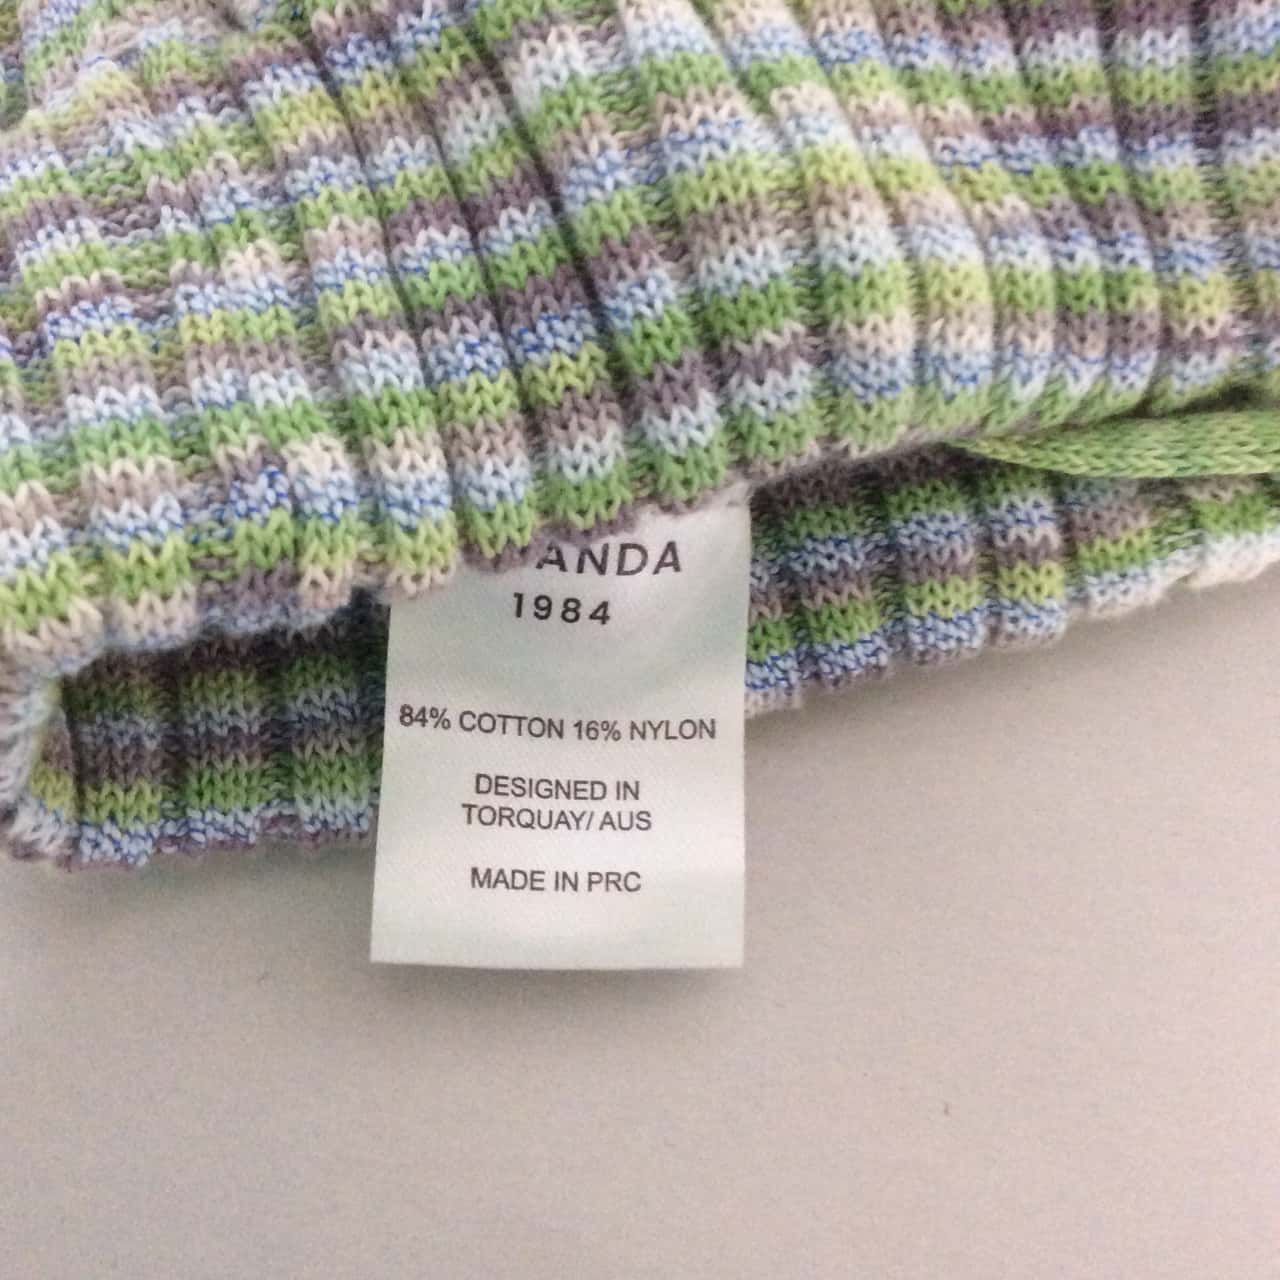 ANDA
1984
84% COTTON 16% NYLON
DESIGNED IN
TORQUAY/ AUS
MADE IN PRC